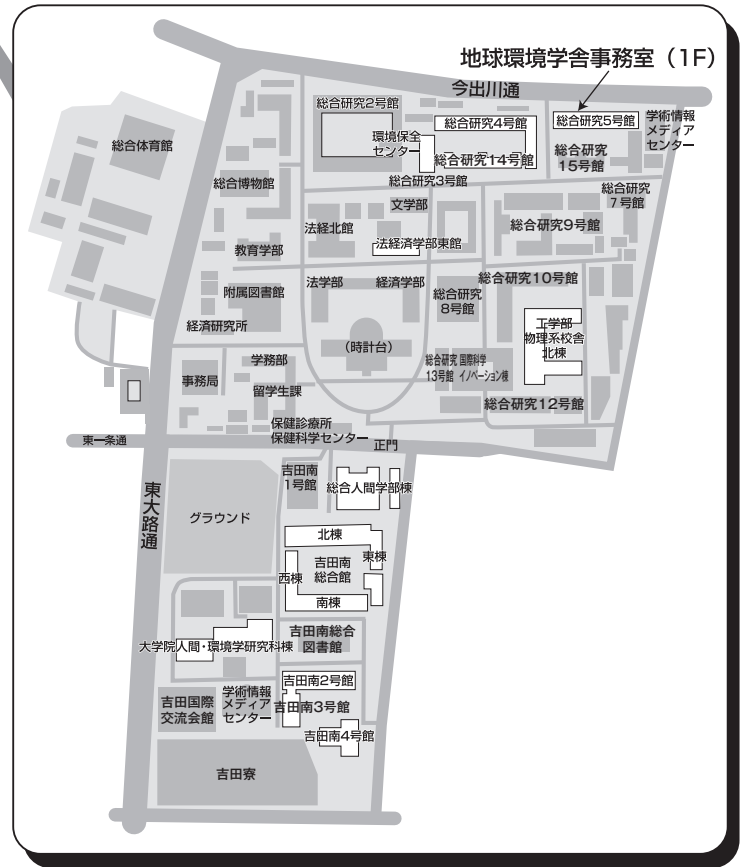 地球環境学舎事務室（1F）
今出川通
総合研究2号館
総合研究4号館
総合研究5号館
学術情報
メディア
センター
環境保全
センター
総合体育館
総合研究14号館
総合研究
15号館
総合研究3号館
総合博物館
総合研究
7号館
文学部
法経北館
総合研究9号館
法経済学部東館
教育学部
法学部
経済学部
総合研究10号館
附属図書館
総合研究
8号館
経済研究所
工学部
物理系校舎
北棟
（時計台）
学務部
総合研究
13号館
国際科学
イノベーション棟
事務局
留学生課
総合研究12号館
保健診療所
保健科学センター
東一条通
正門
吉田南
1号館
総合人間学部棟
東大路通
グラウンド
北棟
東棟
吉田南
総合館
西棟
南棟
吉田南総合
図書館
大学院人間・環境学研究科棟
吉田南2号館
学術情報
メディア
センター
吉田国際
交流会館
吉田南3号館
吉田南4号館
吉田寮